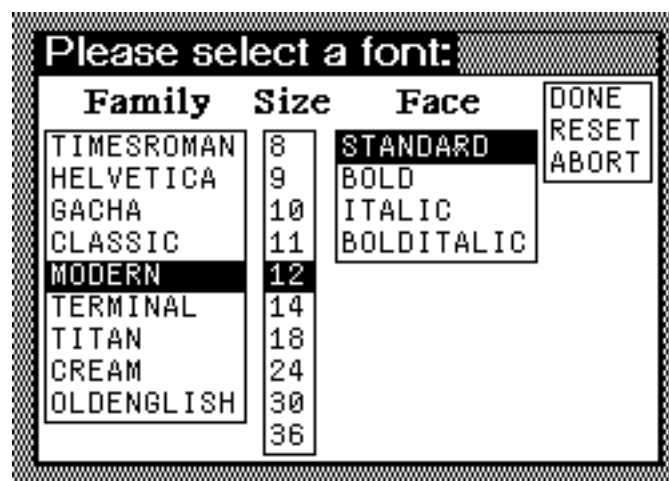 Please select a font:
Family Size Face
DONE
RESET
ABORT
TIMESROMAN
HELVETICA
GACHA
CLASSIC
MODERN
TERMINAL
TITAN
CREAM
OLDENGLISH
8
9
10
11
12
14
18
24
30
36
STANDARD
BOLD
ITALIC
BOLDITALIC